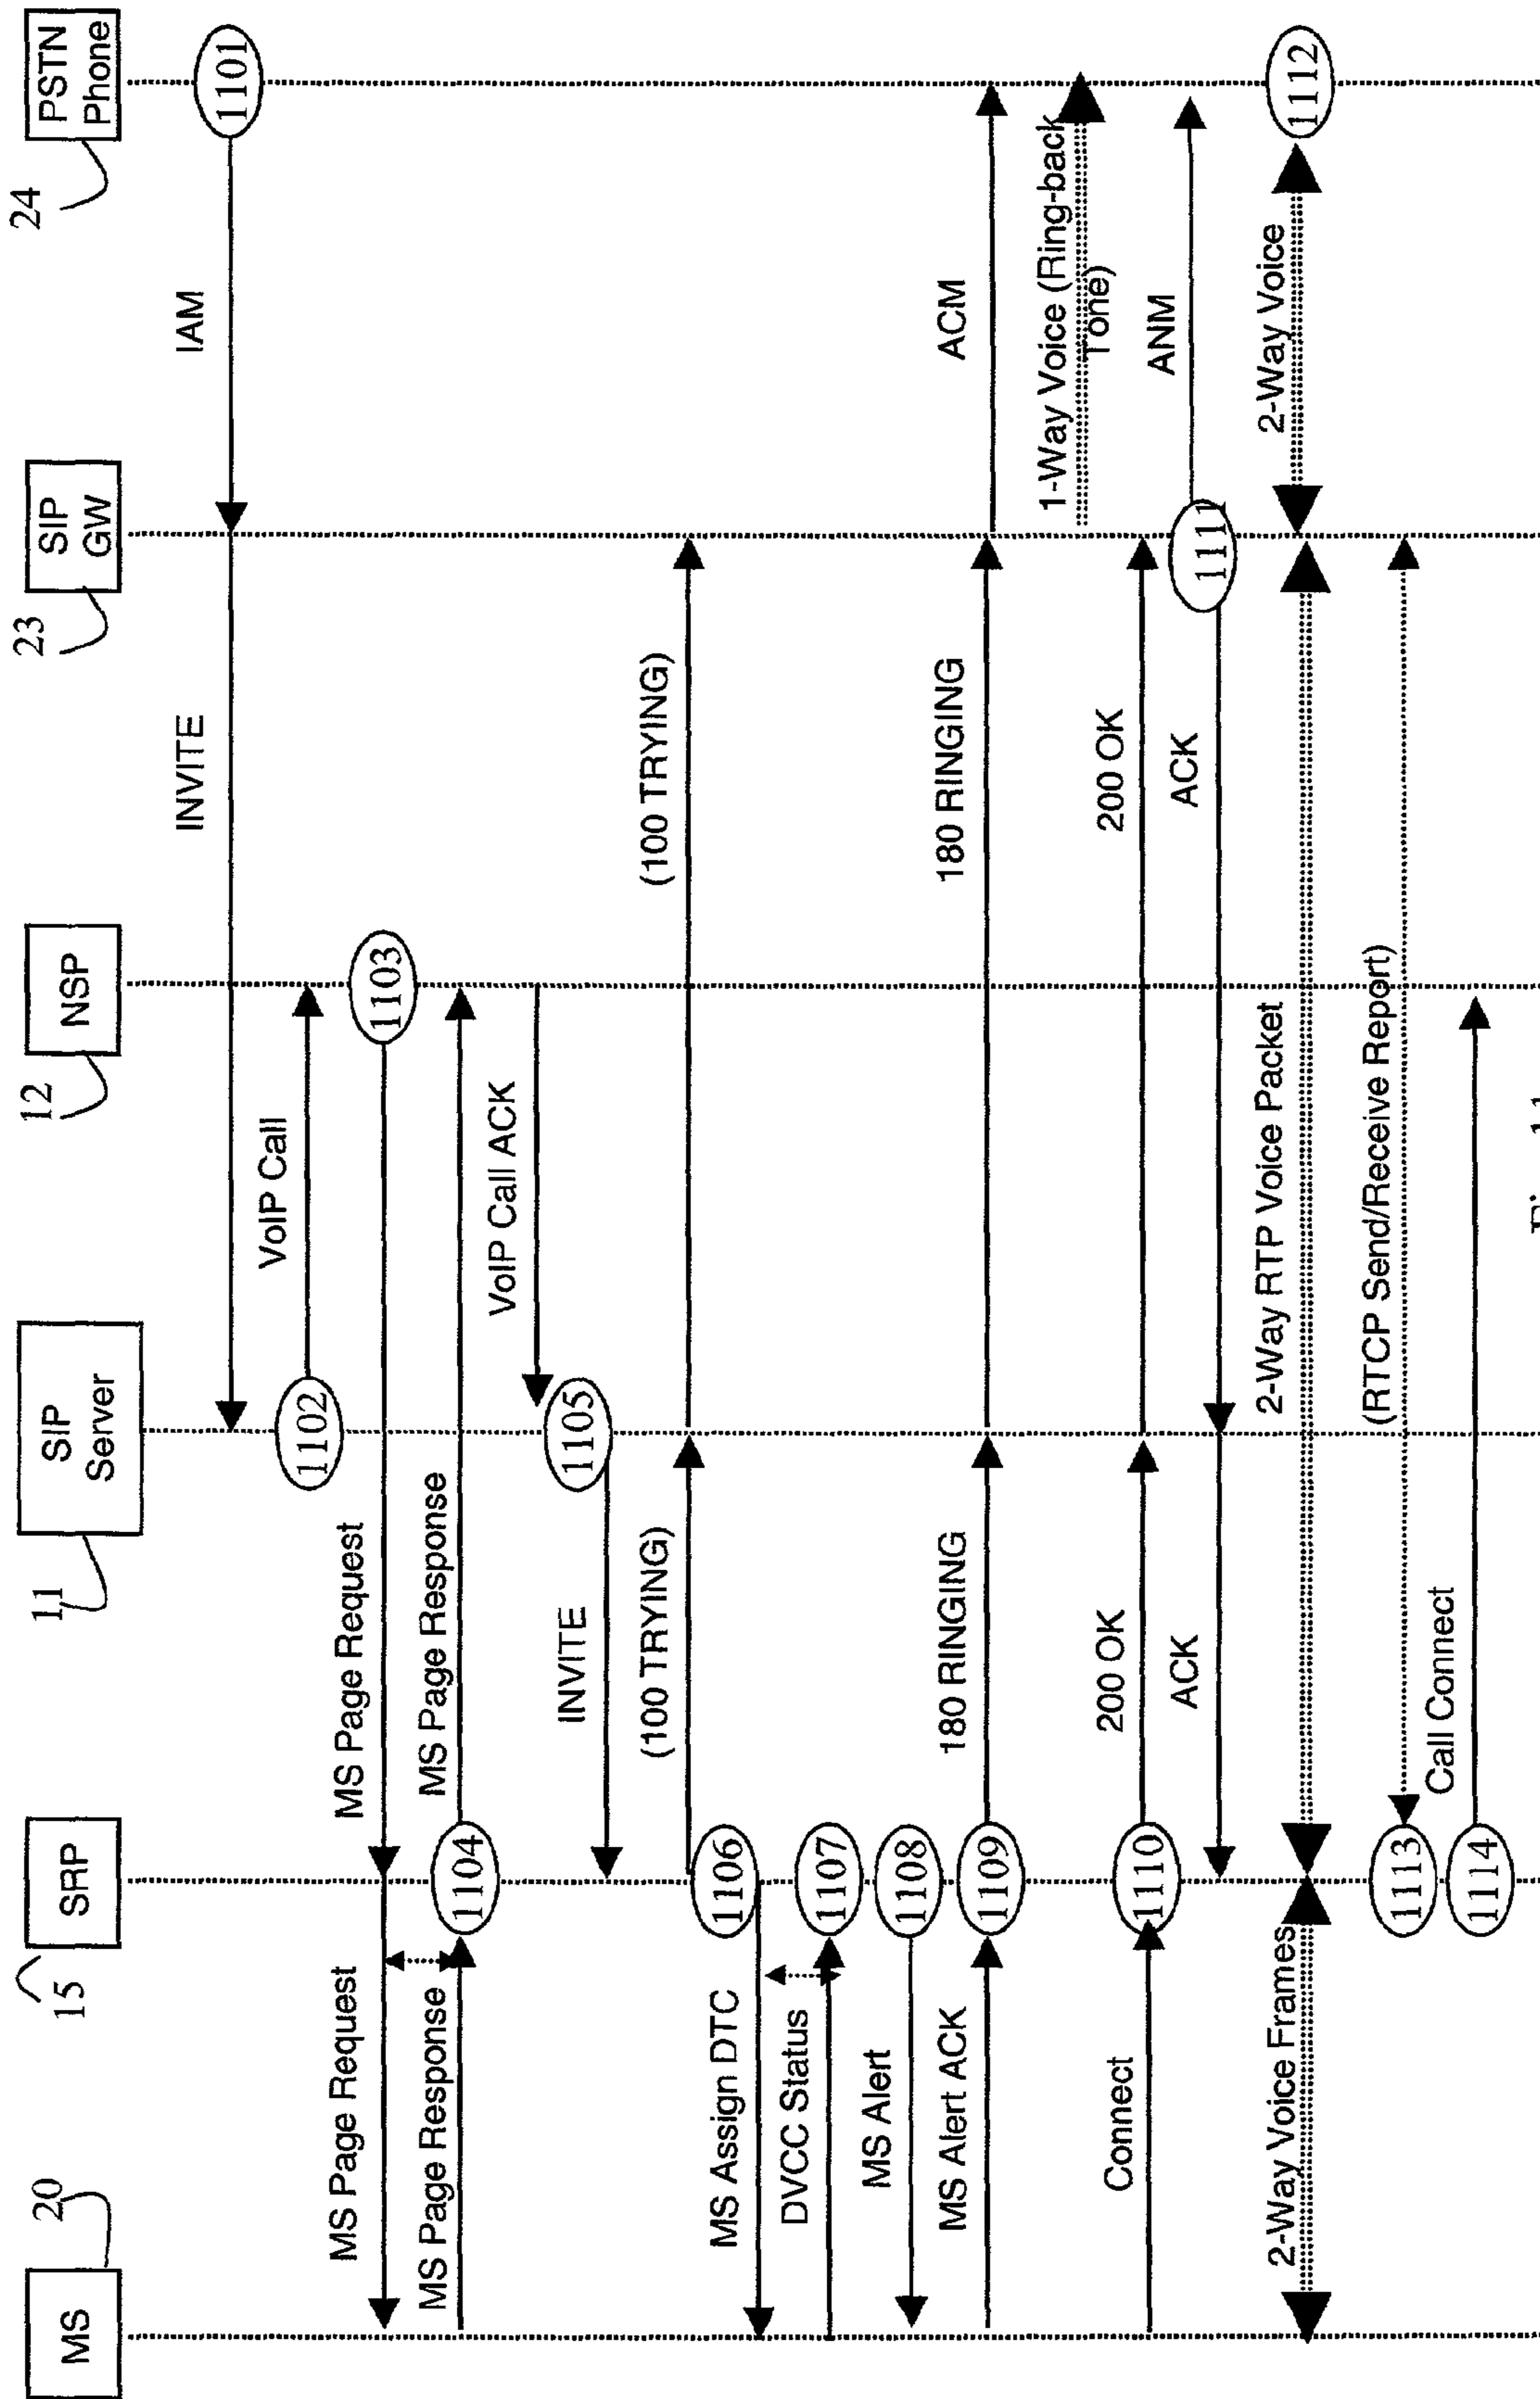 MS
20
SRP
15
SIP
Server
11
NSP
12
SIP
GW
23
PSTN
Phone
24
IAM
1101
INVITE
VoIP Call
1102
MS Page Request
MS Page Request
1103
MS Page Response
MS Page Response
1104
VoIP Call ACK
1105
INVITE
(100 TRYING)
(100 TRYING)
1106
MS Assign DTC
DVCC Status
1107
MS Alert
1108
MS Alert ACK
1109
180 RINGING
180 RINGING
ACM
1-Way Voice (Ring-back
Tone)
Connect
1110
200 OK
200 OK
1111
ANM
ACK
ACK
2-Way Voice Frames
2-Way RTP Voice Packet
2-Way Voice
1112
1113
(RTCP Send/Receive Report)
1114
Call Connect